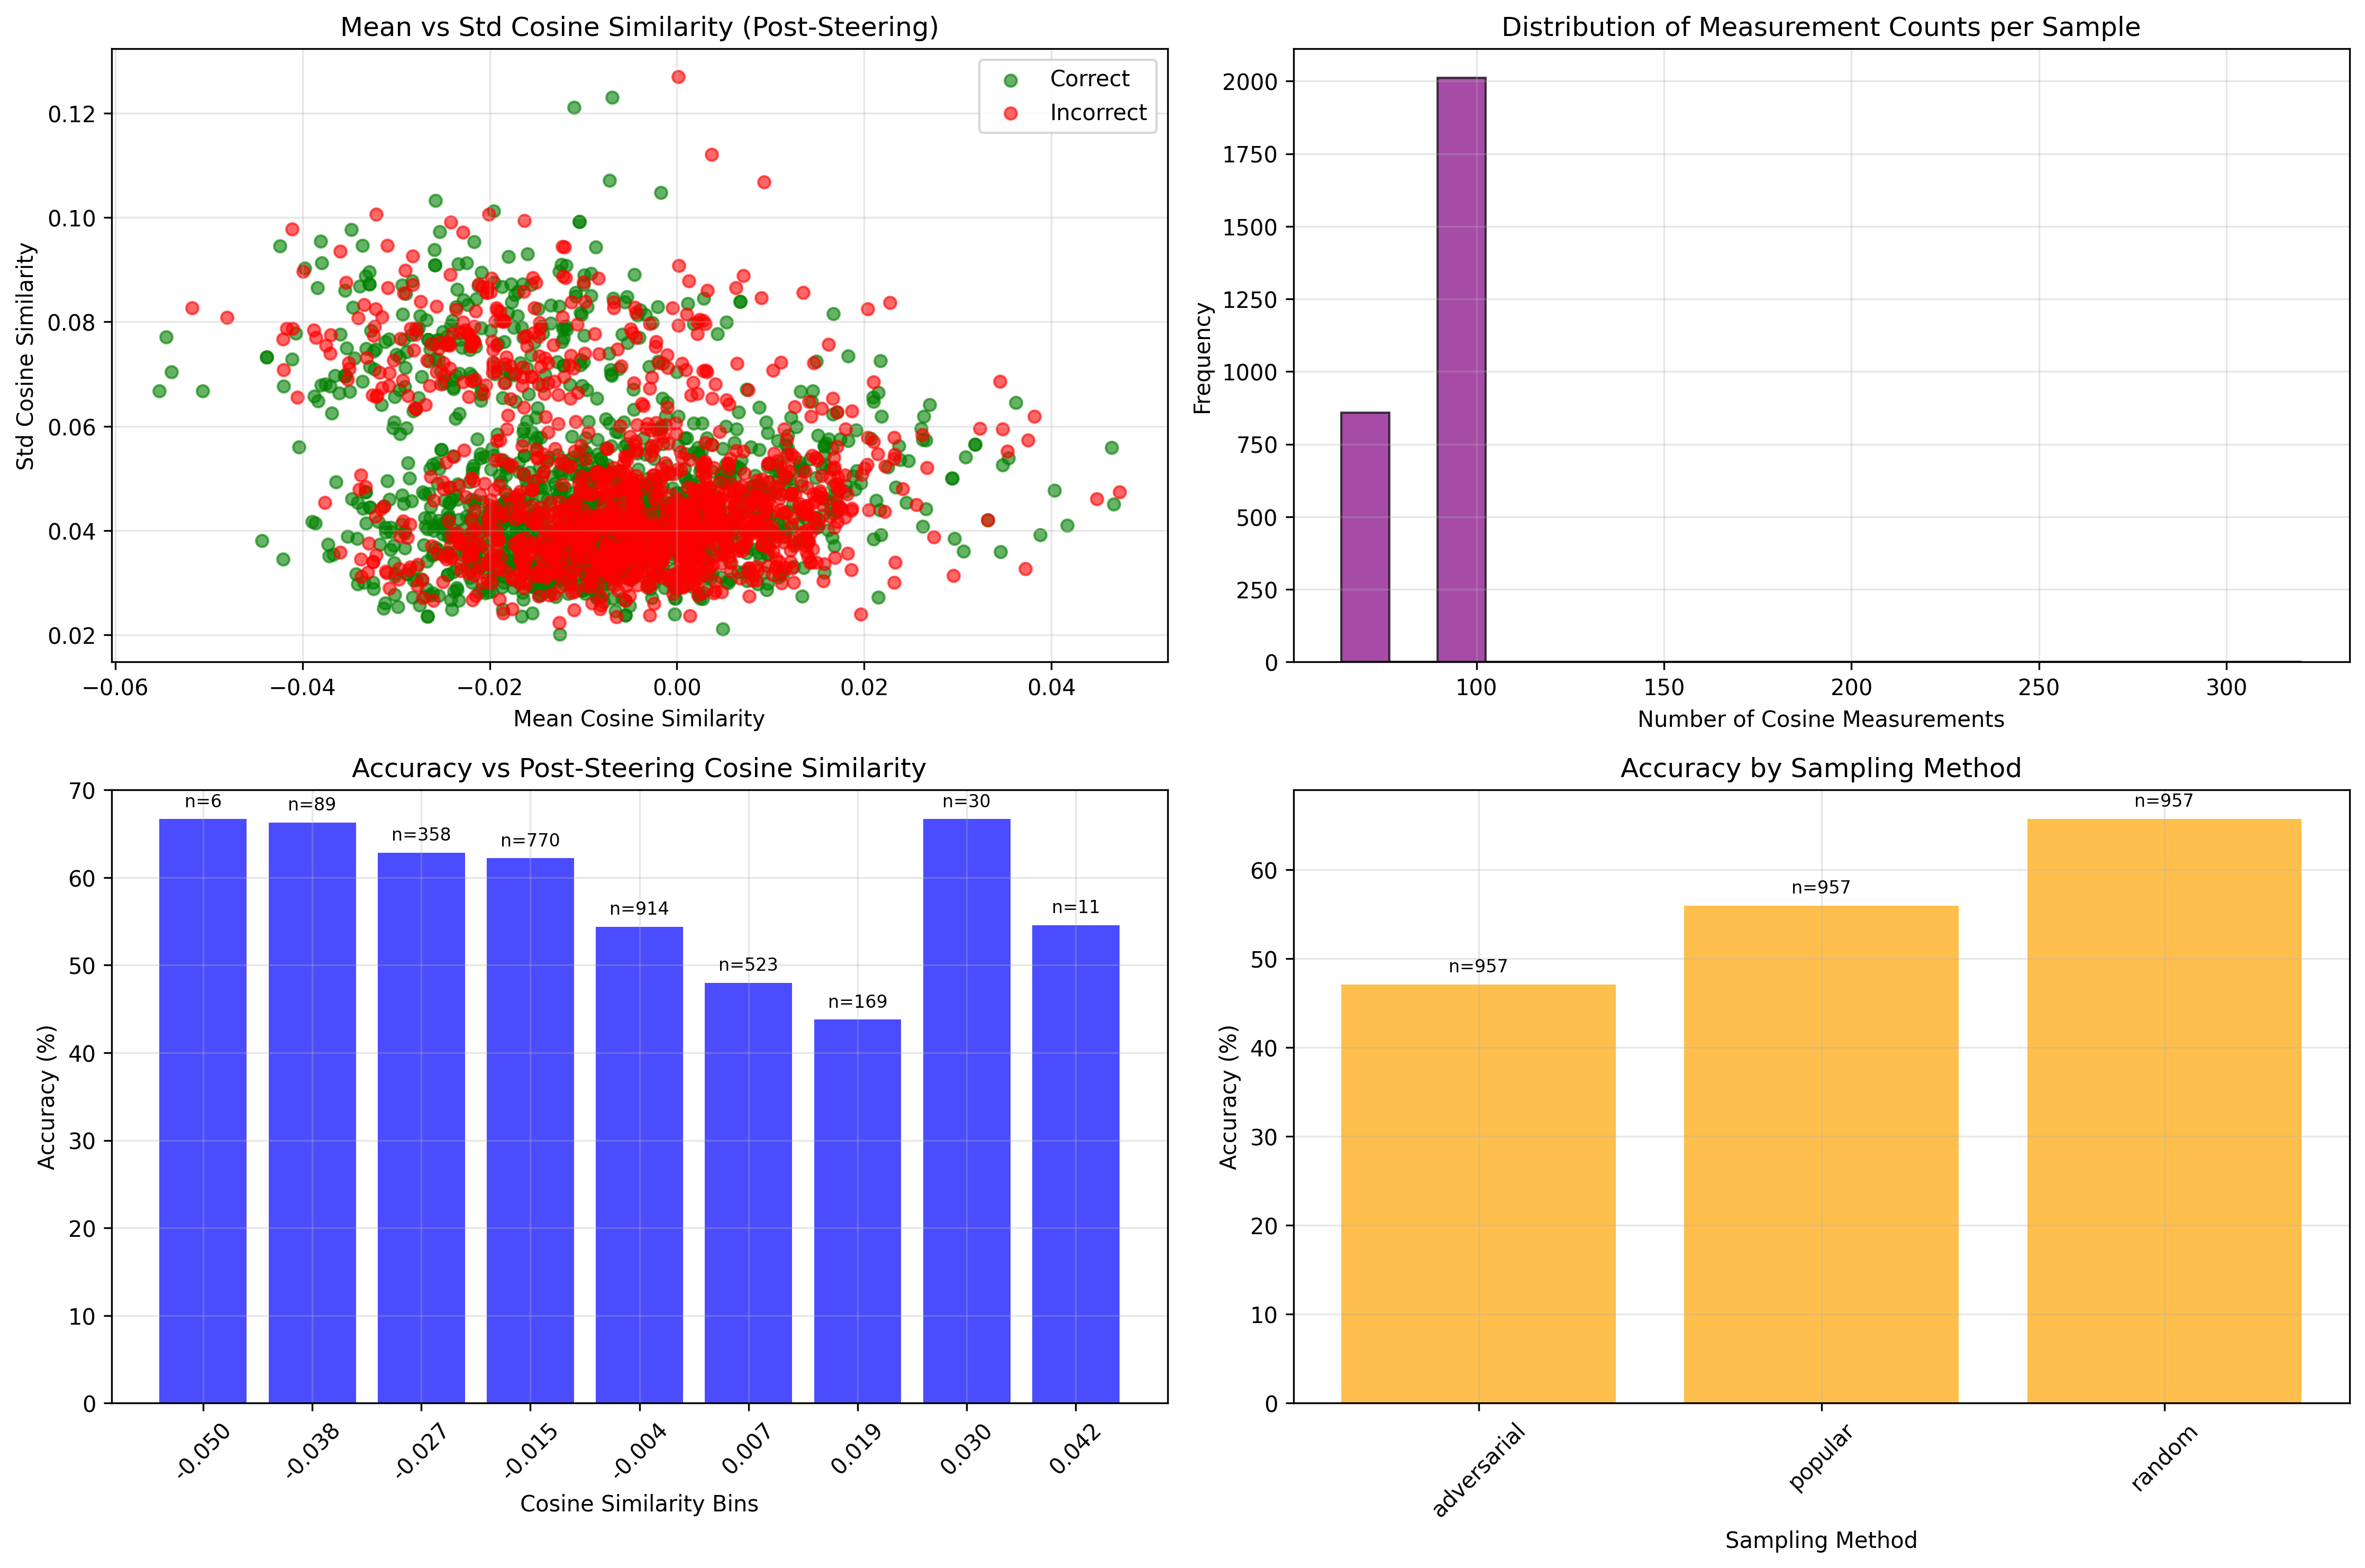 Mean vs Std Cosine Similarity (Post-Steering)
Correct
Incorrect
Std Cosine Similarity
0.12
0.10
0.08
0.06
0.04
0.02
−0.06 −0.04 −0.02 0.00 0.02 0.04
Mean Cosine Similarity
Distribution of Measurement Counts per Sample
Frequency
2000
1750
1500
1250
1000
750
500
250
0
100 150 200 250 300
Number of Cosine Measurements
Accuracy vs Post-Steering Cosine Similarity
Accuracy (%)
70
60
50
40
30
20
10
0
n=6 n=89 n=358 n=770 n=914 n=523 n=169 n=30 n=11
-0.050 -0.038 -0.027 -0.015 -0.004 0.007 0.019 0.030 0.042
Cosine Similarity Bins
Accuracy by Sampling Method
Accuracy (%)
60
50
40
30
20
10
0
n=957 n=957 n=957
adversarial popular random
Sampling Method